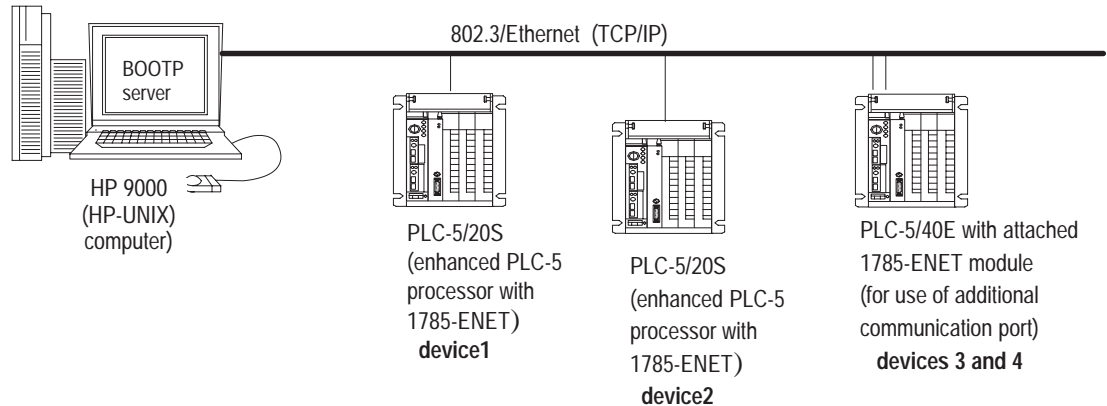 802.3/Ethernet (TCP/IP)
BOOTP
server
HP 9000
(HP-UNIX)
computer)
PLC-5/20S
(enhanced PLC-5
processor with
1785-ENET)
device1
PLC-5/20S
(enhanced PLC-5
processor with
1785-ENET)
device2
PLC-5/40E with attached
1785-ENET module
(for use of additional
communication port)
devices 3 and 4